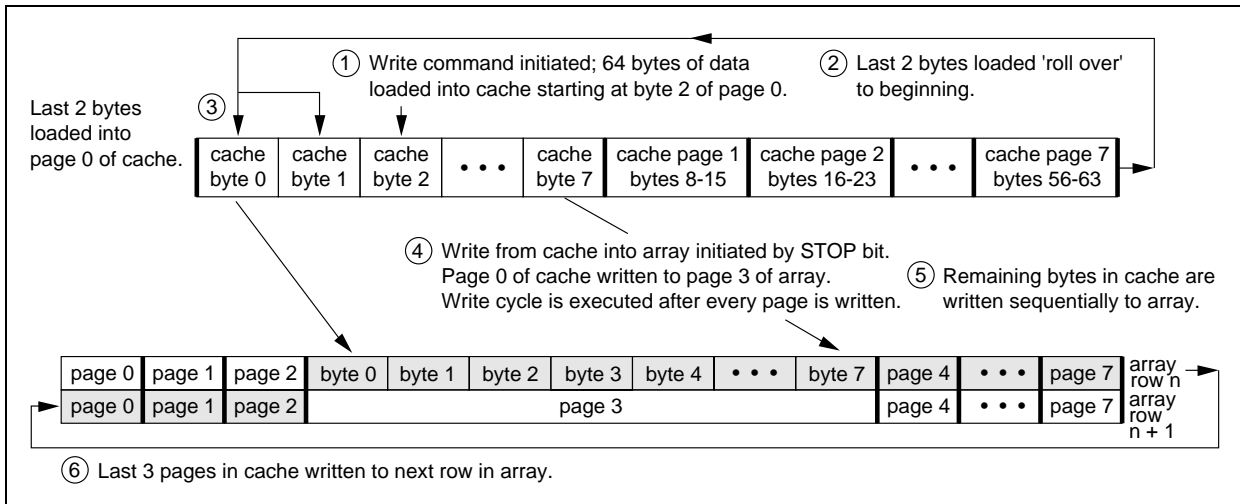 ① Write command initiated; 64 bytes of data
loaded into cache starting at byte 2 of page 0.
② Last 2 bytes loaded 'roll over'
to beginning.
③
Last 2 bytes
loaded into
page 0 of cache.
cache byte 0
cache byte 1
cache byte 2
• • •
cache byte 7
cache page 1 bytes 8-15
cache page 2 bytes 16-23
• • •
cache page 7 bytes 56-63
④ Write from cache into array initiated by STOP bit.
Page 0 of cache written to page 3 of array.
Write cycle is executed after every page is written.
⑤ Remaining bytes in cache are
written sequentially to array.
page 0 page 1 page 2 byte 0 byte 1 byte 2 byte 3 byte 4 • • • byte 7 page 4 • • • page 7 array row n
page 0 page 1 page 2 page 3 page 4 • • • page 7 array row n + 1
⑥ Last 3 pages in cache written to next row in array.